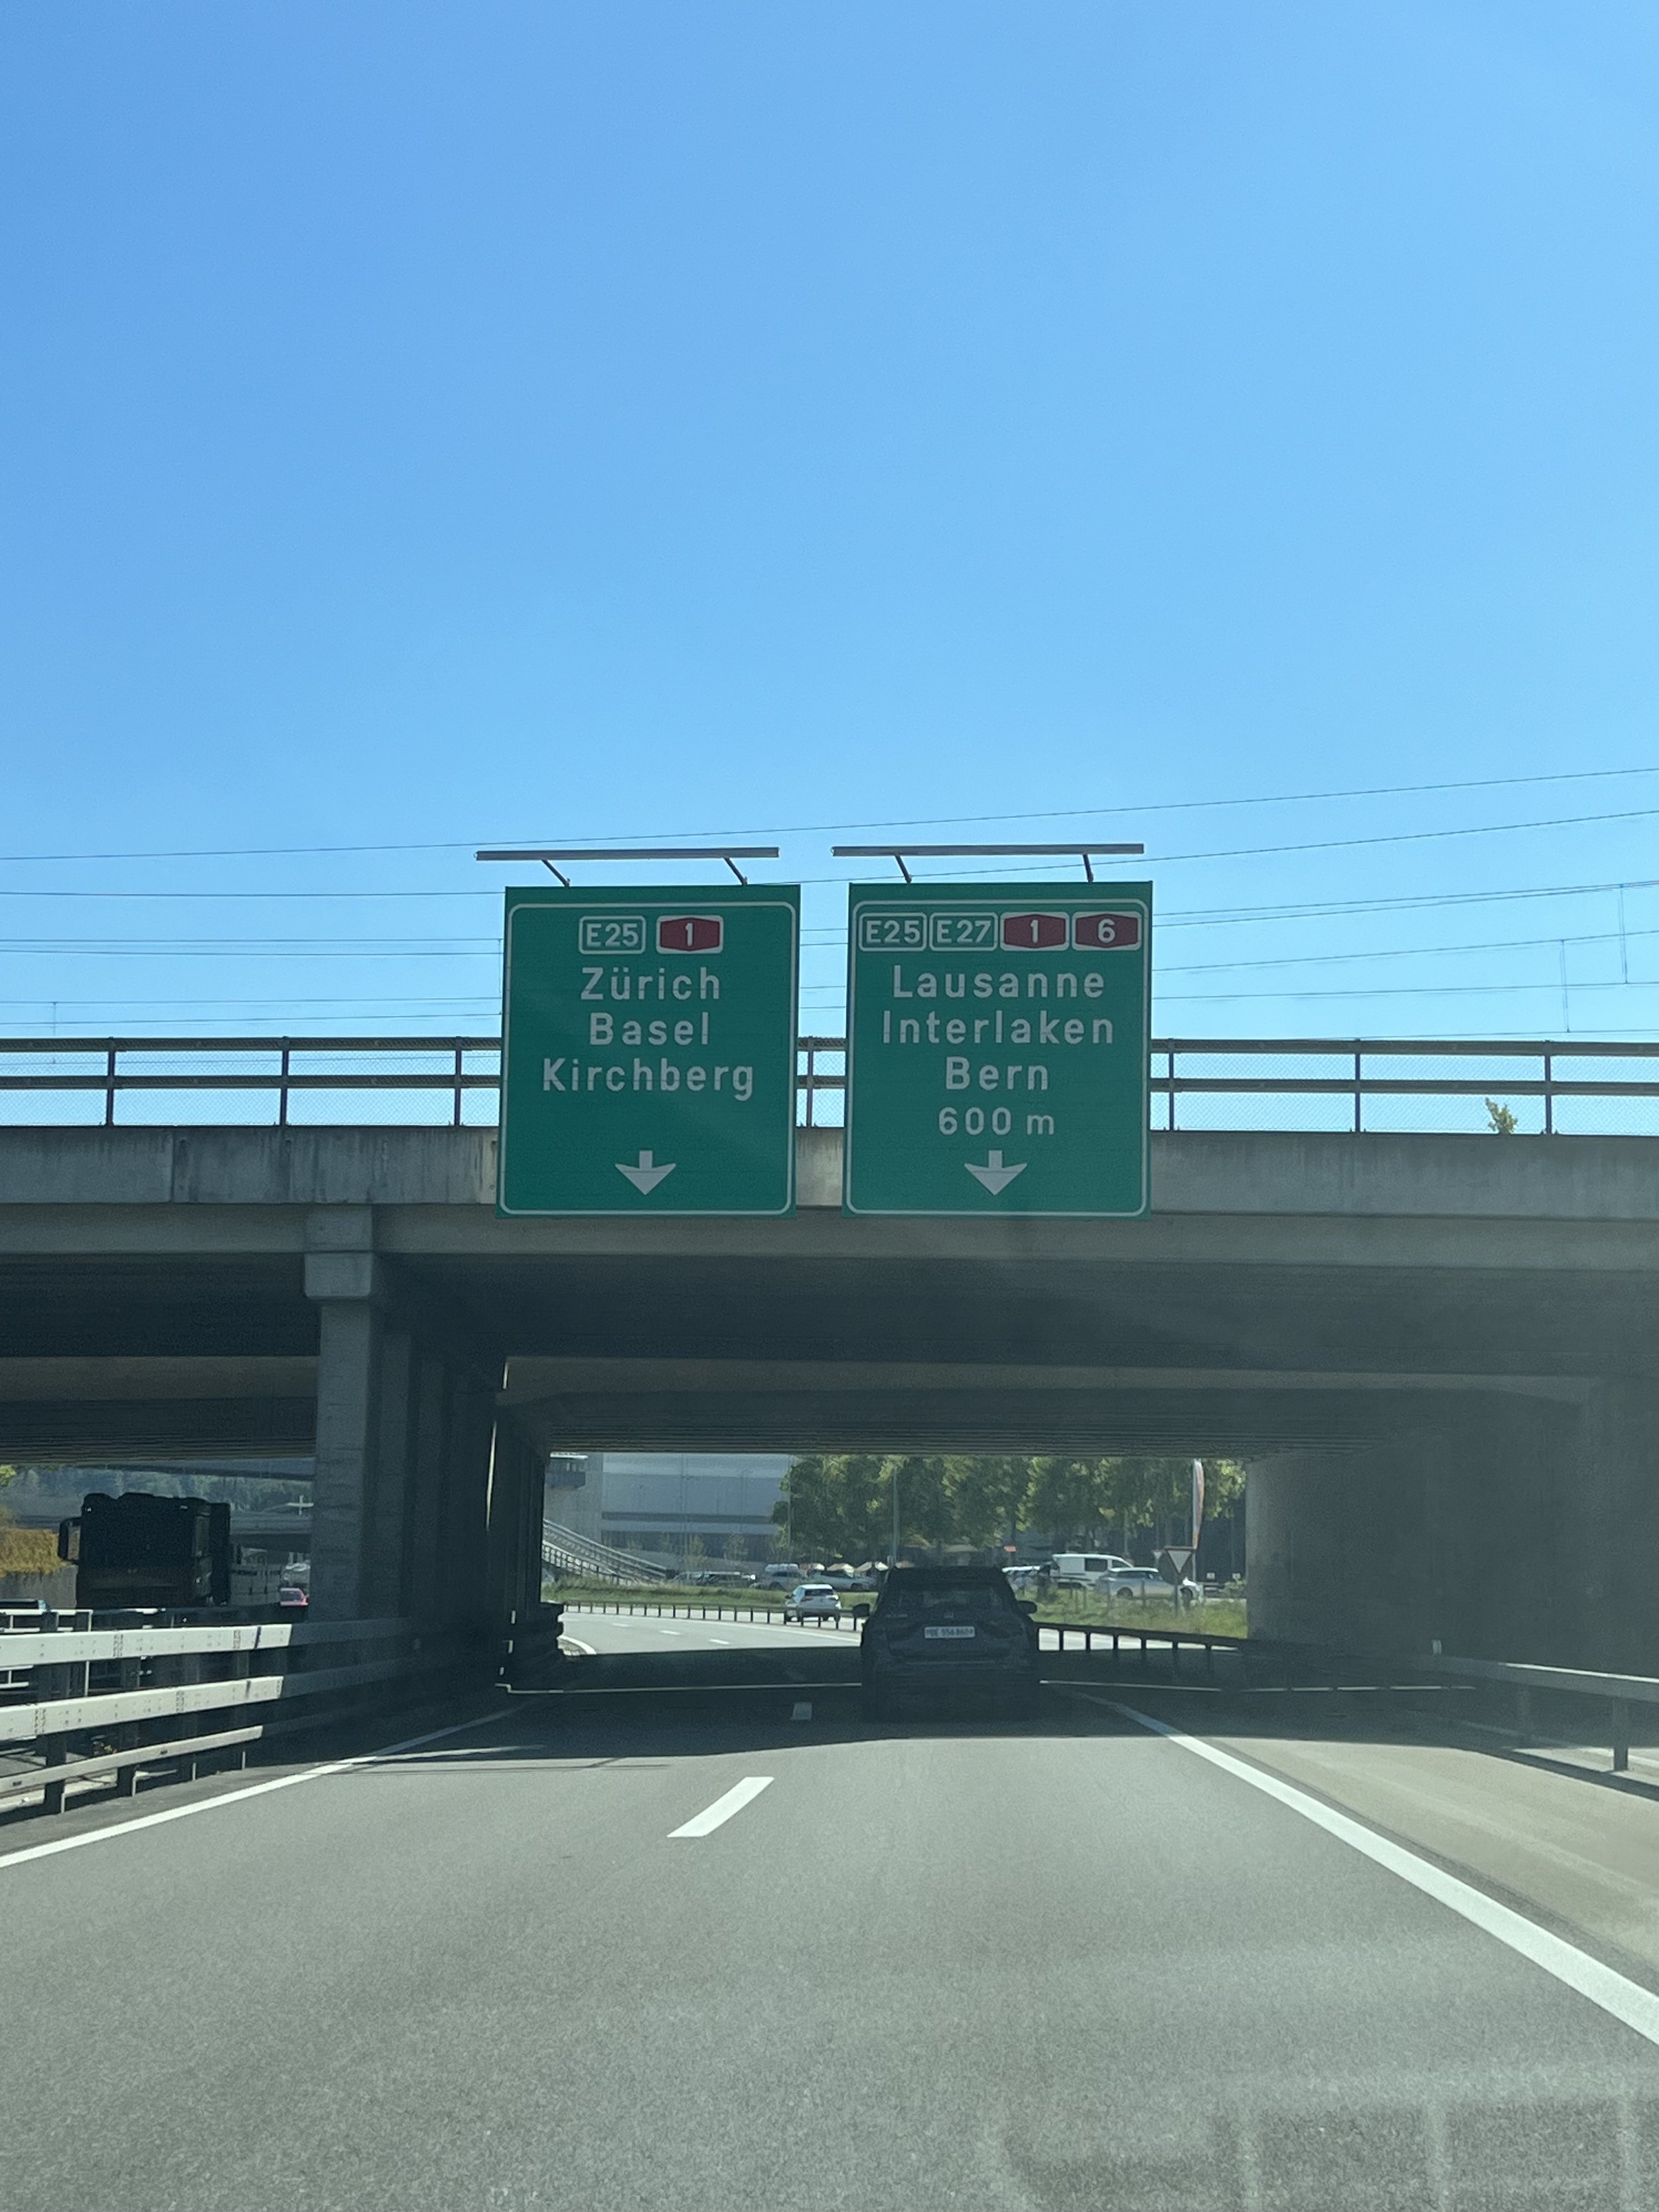 E25 1
Zürich
Basel
Kirchberg
E25 E27 1 6
Lausanne
Interlaken
Bern
600 m